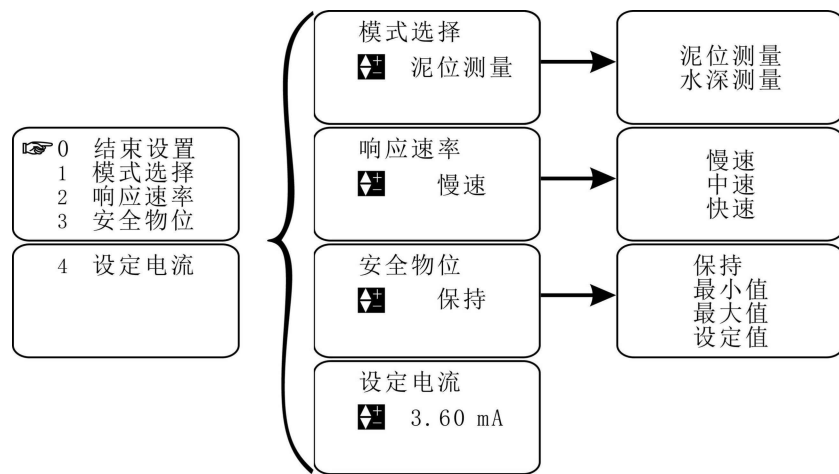 0 结束设置
1 模式选择
2 响应速率
3 安全物位
4 设定电流
模式选择
泥位测量
泥位测量
水深测量
响应速率
慢速
慢速
中速
快速
安全物位
保持
保持
最小值
最大值
设定值
设定电流
3.60 mA